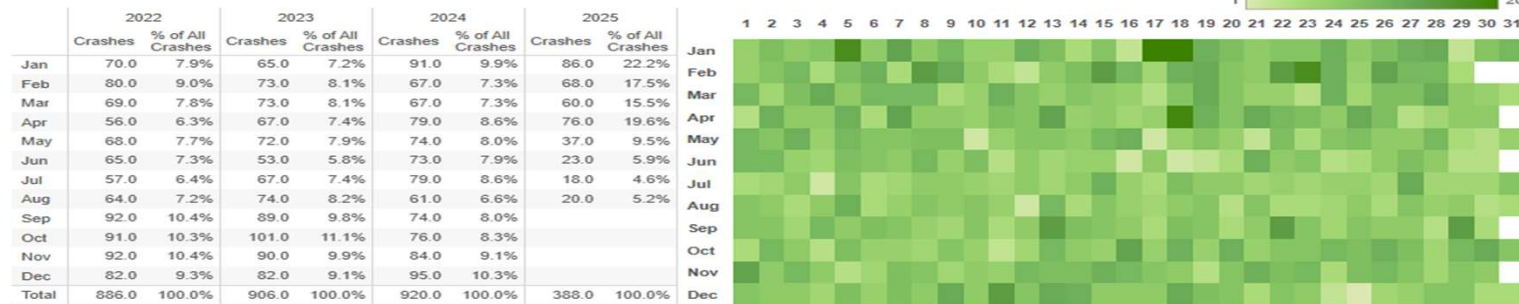 2022 2023 2024 2025
Crashes % of All Crashes Crashes % of All Crashes Crashes % of All Crashes Crashes % of All Crashes
Jan 70.0 7.9% 65.0 7.2% 91.0 9.9% 86.0 22.2%
Feb 80.0 9.0% 73.0 8.1% 67.0 7.3% 68.0 17.5%
Mar 69.0 7.8% 73.0 8.1% 67.0 7.3% 60.0 15.5%
Apr 56.0 6.3% 67.0 7.4% 79.0 8.6% 76.0 19.6%
May 68.0 7.7% 72.0 7.9% 74.0 8.0% 37.0 9.5%
Jun 65.0 7.3% 53.0 5.8% 73.0 7.9% 23.0 5.9%
Jul 57.0 6.4% 67.0 7.4% 79.0 8.6% 18.0 4.6%
Aug 64.0 7.2% 74.0 8.2% 61.0 6.6% 20.0 5.2%
Sep 92.0 10.4% 89.0 9.8% 74.0 8.0%
Oct 91.0 10.3% 101.0 11.1% 76.0 8.3%
Nov 92.0 10.4% 90.0 9.9% 84.0 9.1%
Dec 82.0 9.3% 82.0 9.1% 95.0 10.3%
Total 886.0 100.0% 906.0 100.0% 920.0 100.0% 388.0 100.0%
1 2 3 4 5 6 7 8 9 10 11 12 13 14 15 16 17 18 19 20 21 22 23 24 25 26 27 28 29 30 31
Jan
Feb
Mar
Apr
May
Jun
Jul
Aug
Sep
Oct
Nov
Dec